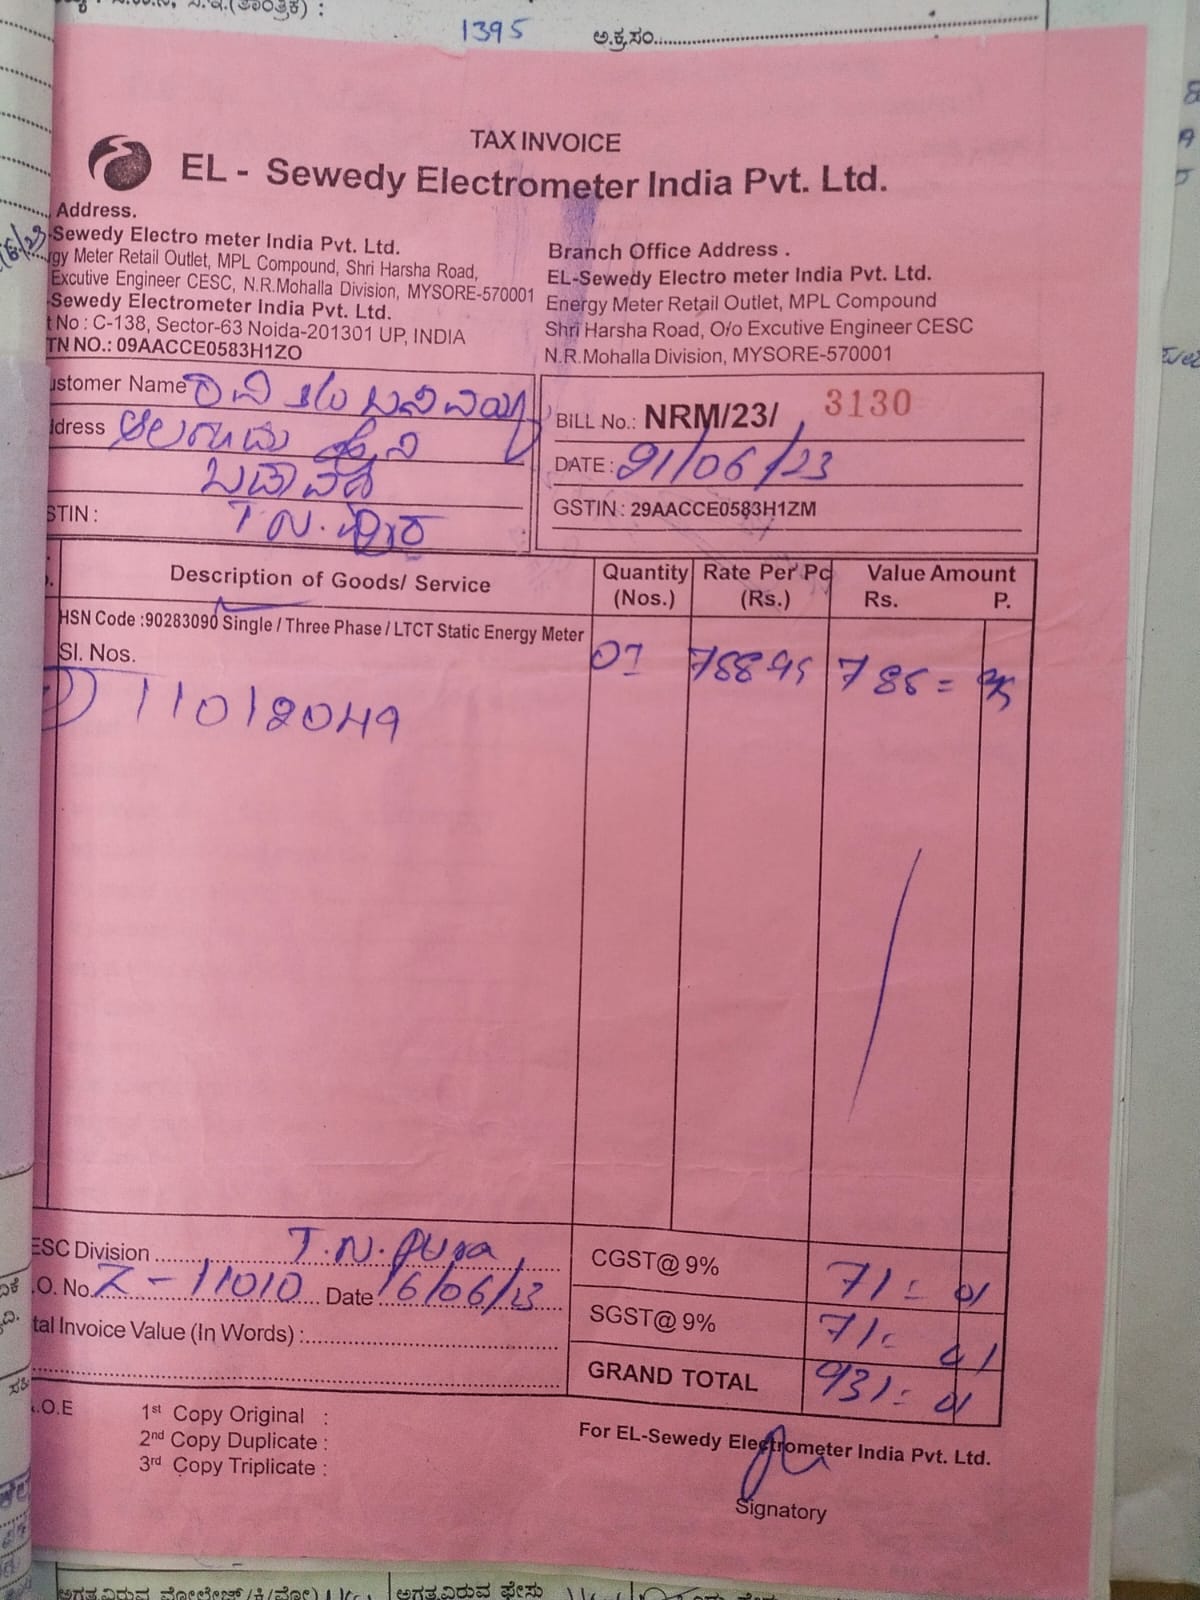 1395 ಅ.ಕ್ರ.ಸಂ.
TAX INVOICE
EL - Sewedy Electrometer India Pvt. Ltd.
Address.
-Sewedy Electro meter India Pvt. Ltd.
rgy Meter Retail Outlet, MPL Compound, Shri Harsha Road,
Excutive Engineer CESC, N.R.Mohalla Division, MYSORE-570001
-Sewedy Electrometer India Pvt. Ltd.
t No : C-138, Sector-63 Noida-201301 UP, INDIA
TN NO.: 09AACCE0583H1ZO
Branch Office Address .
EL-Sewedy Electro meter India Pvt. Ltd.
Energy Meter Retail Outlet, MPL Compound
Shri Harsha Road, O/o Excutive Engineer CESC
N.R.Mohalla Division, MYSORE-570001
ustomer Name ರವಿ
ddress
STIN : T.N.ಪುರ
BILL No.: NRM/23/ 3130
DATE : 21/06/23
GSTIN : 29AACCE0583H1ZM
Description of Goods/ Service Quantity (Nos.) Rate Per Pc (Rs.) Value Amount Rs. P.
HSN Code :90283090 Single / Three Phase / LTCT Static Energy Meter
Sl. Nos. 01
11012049
ESC Division T.N.Pura
.O. No. Z-11010 Date 16/06/23
tal Invoice Value (In Words) :
CGST@ 9% 71=01
SGST@ 9% 71=01
GRAND TOTAL 931=01
.O.E
1st Copy Original :
2nd Copy Duplicate :
3rd Copy Triplicate :
For EL-Sewedy Electrometer India Pvt. Ltd.
Signatory